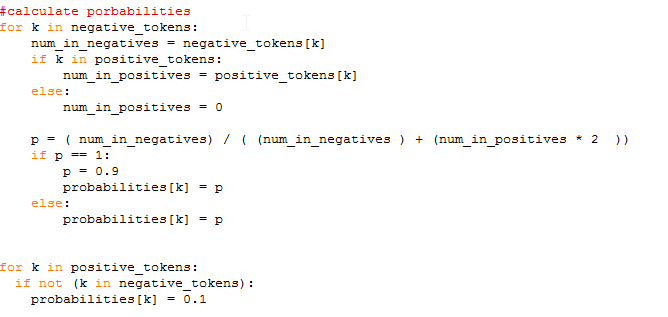 #calculate porbabilities
for k in negative_tokens:
    num_in_negatives = negative_tokens[k]
    if k in positive_tokens:
        num_in_positives = positive_tokens[k]
    else:
        num_in_positives = 0

    p = ( num_in_negatives) / ( (num_in_negatives ) + (num_in_positives * 2  ))
    if p == 1:
        p = 0.9
        probabilities[k] = p
    else:
        probabilities[k] = p


for k in positive_tokens:
  if not (k in negative_tokens):
    probabilities[k] = 0.1